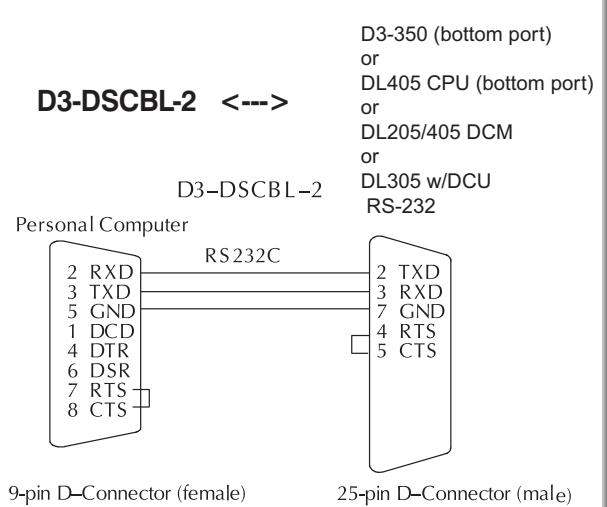 D3-DSCBL-2 <--->
D3-350 (bottom port)
or
DL405 CPU (bottom port)
or
DL205/405 DCM
or
DL305 w/DCU
RS-232
D3–DSCBL–2
Personal Computer
RS232C
2 RXD
3 TXD
5 GND
1 DCD
4 DTR
6 DSR
7 RTS
8 CTS
2 TXD
3 RXD
7 GND
4 RTS
5 CTS
9-pin D–Connector (female)
25-pin D–Connector (male)